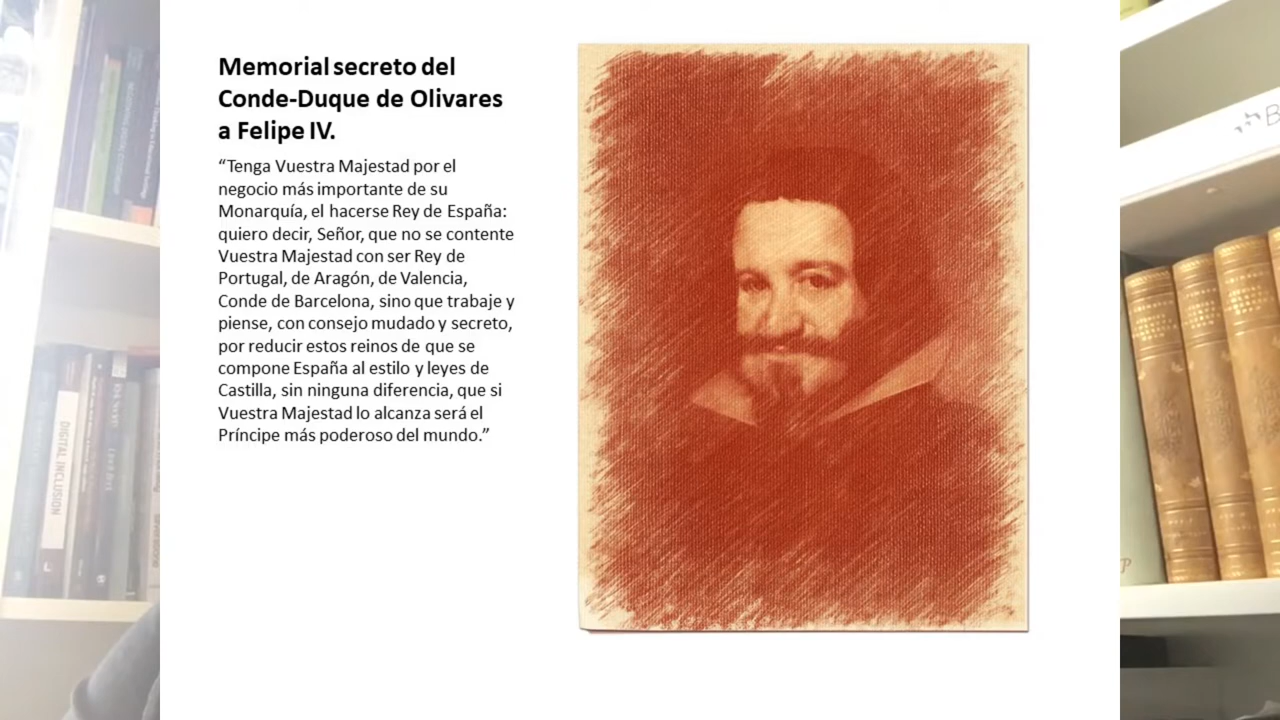 Memorial secreto del
Conde-Duque de Olivares
a Felipe IV.
“Tenga Vuestra Majestad por el
negocio más importante de su
Monarquía, el hacerse Rey de España:
quiero decir, Señor, que no se contente
Vuestra Majestad con ser Rey de
Portugal, de Aragón, de Valencia,
Conde de Barcelona, sino que trabaje y
piense, con consejo mudado y secreto,
por reducir estos reinos de que se
compone España al estilo y leyes de
Castilla, sin ninguna diferencia, que si
Vuestra Majestad lo alcanza será el
Príncipe más poderoso del mundo.”
DIGITAL INCLUSION